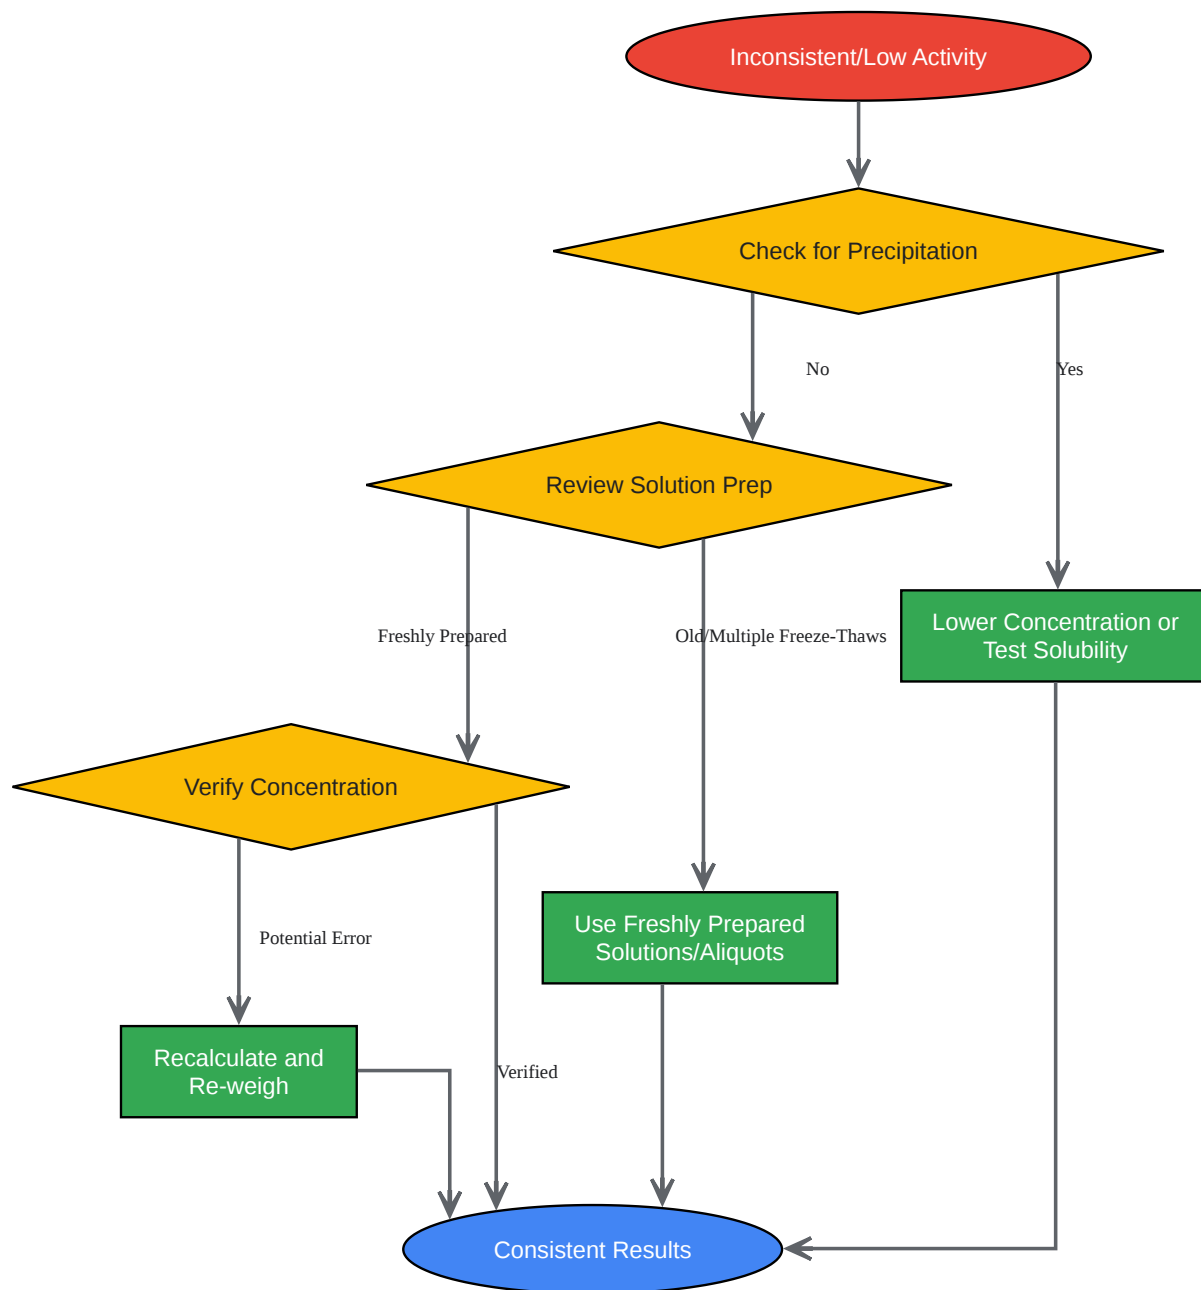 Inconsistent/Low Activity
Check for Precipitation
No
Yes
Review Solution Prep
Freshly Prepared
Old/Multiple Freeze-Thaws
Lower Concentration or
Test Solubility
Verify Concentration
Use Freshly Prepared
Solutions/Aliquots
Potential Error
Recalculate and
Re-weigh
Verified
Consistent Results